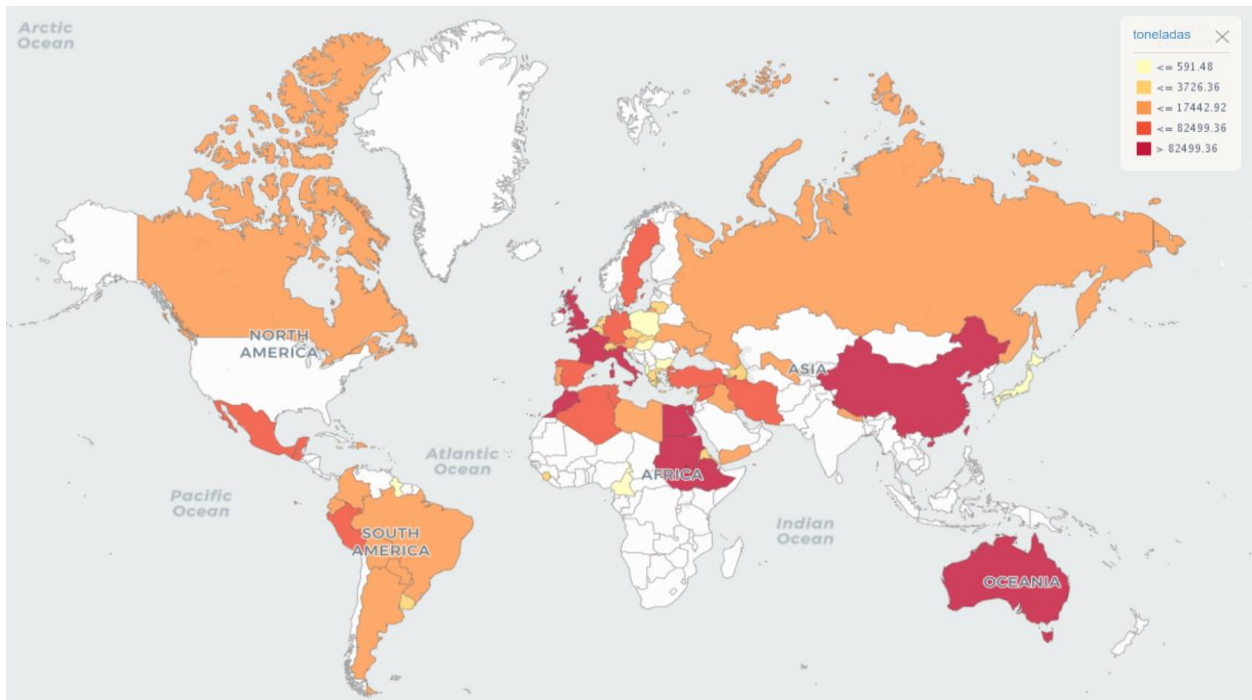 Arctic
Ocean
toneladas
<= 591.48
<= 3726.36
<= 17442.92
<= 82499.36
> 82499.36
NORTH
AMERICA
ASIA
Atlantic
Ocean
AFRICA
Pacific
Ocean
SOUTH
AMERICA
Indian
Ocean
OCEANIA